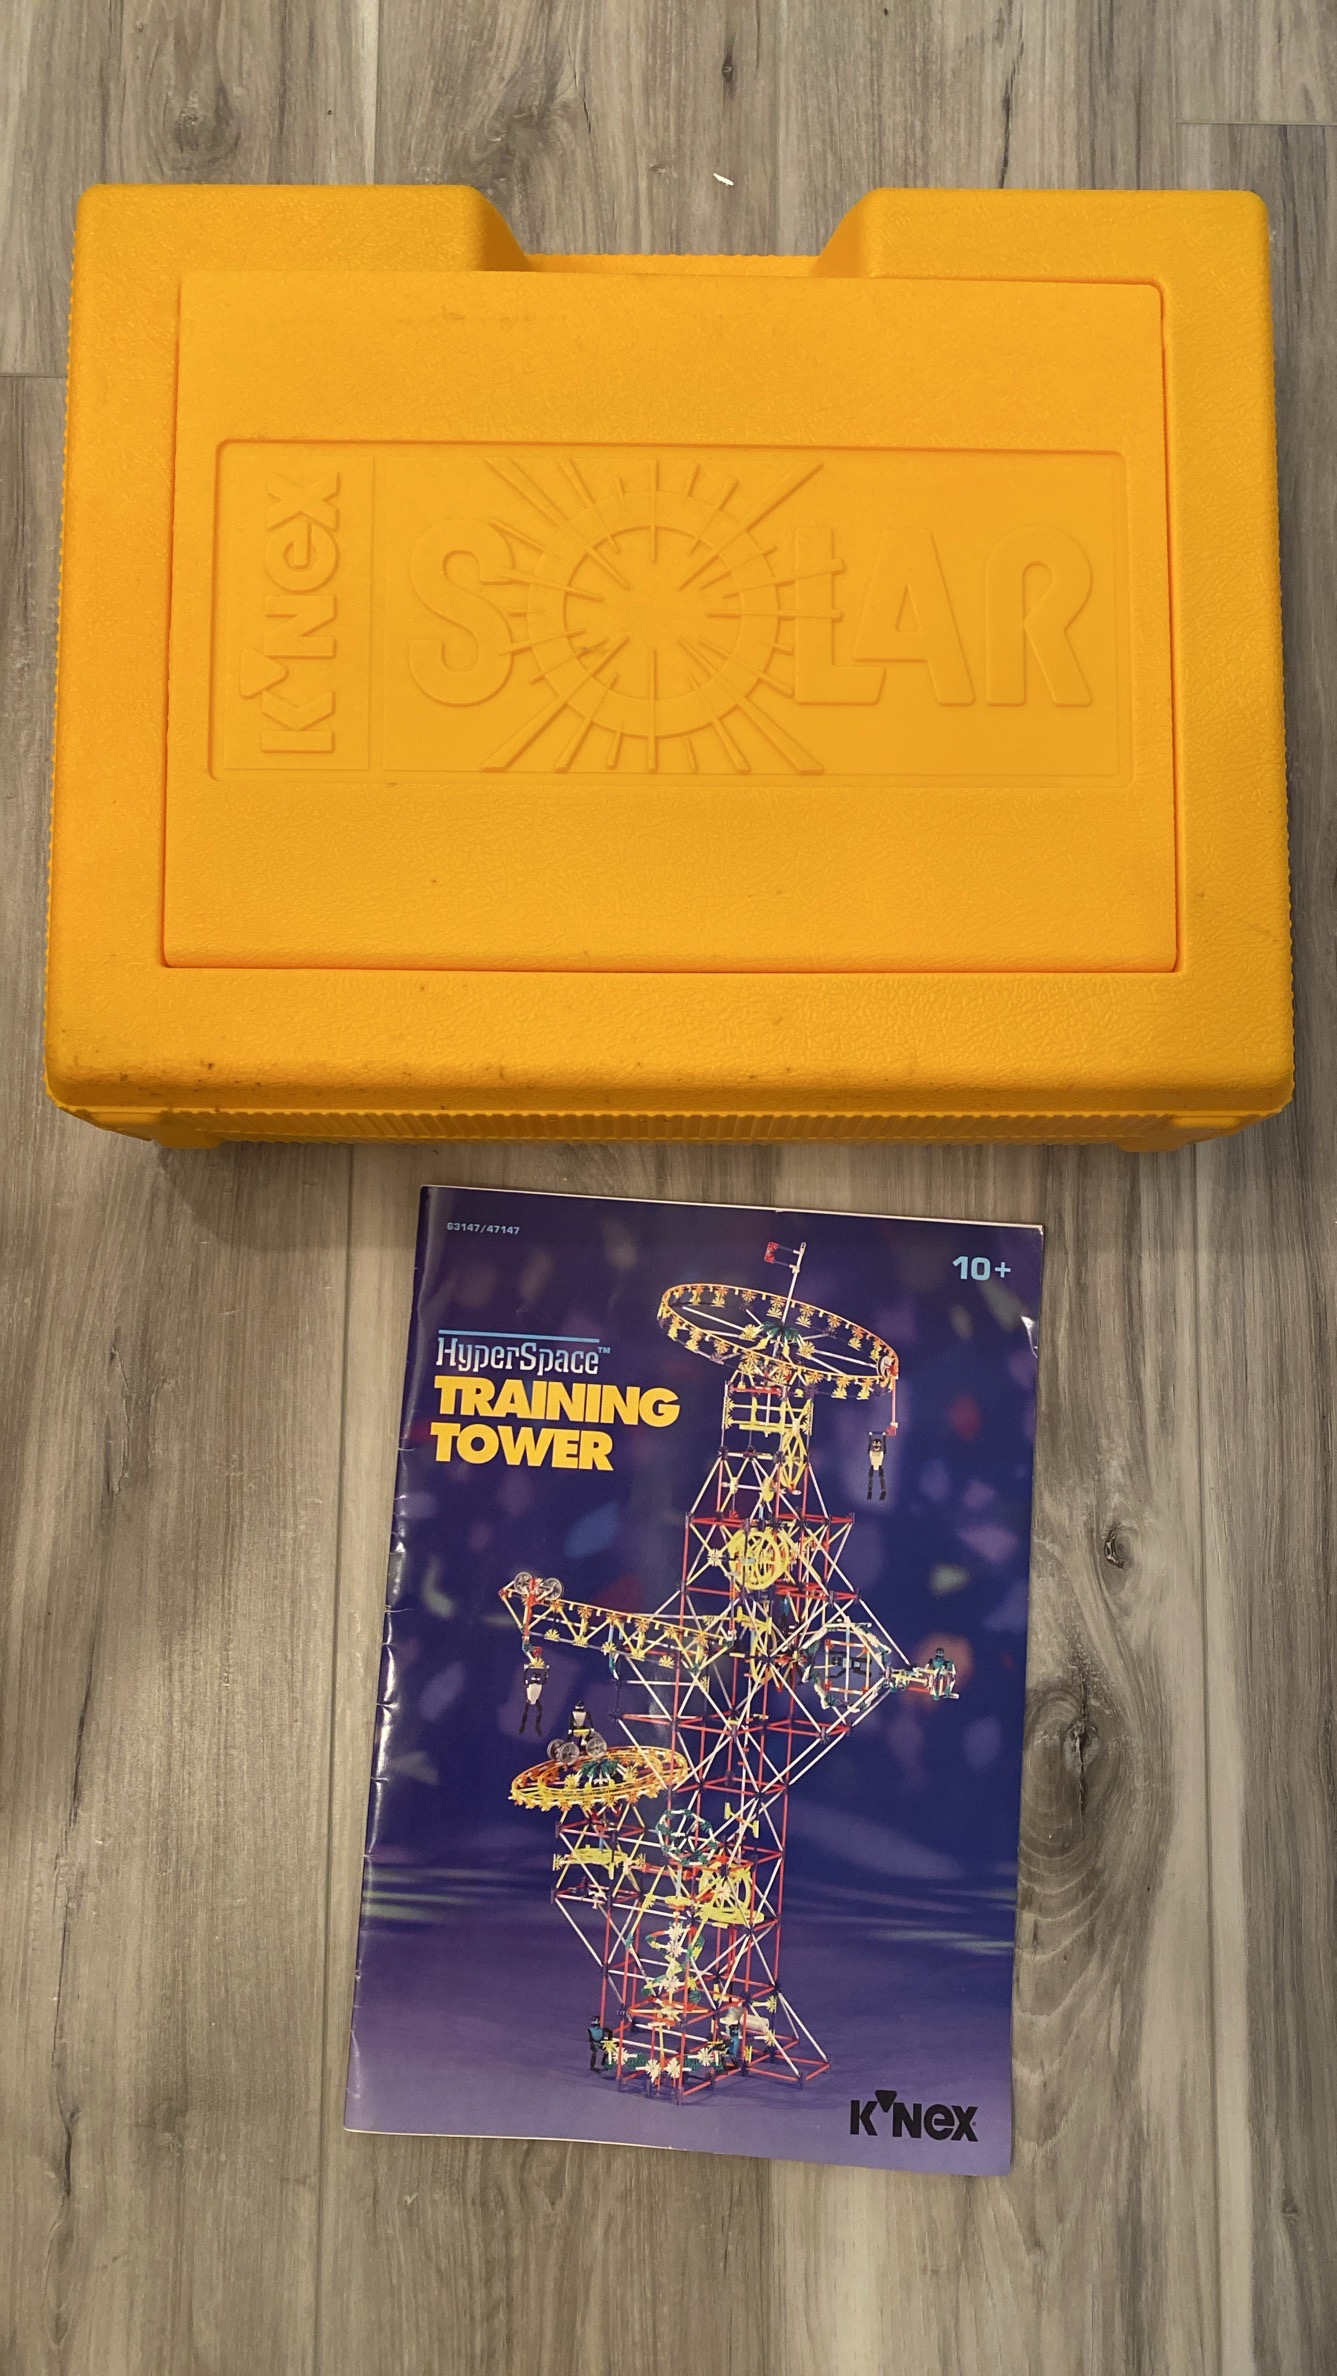 K'NEX
SOLAR
63147/47147
10+
HyperSpace™
TRAINING
TOWER
K'NEX